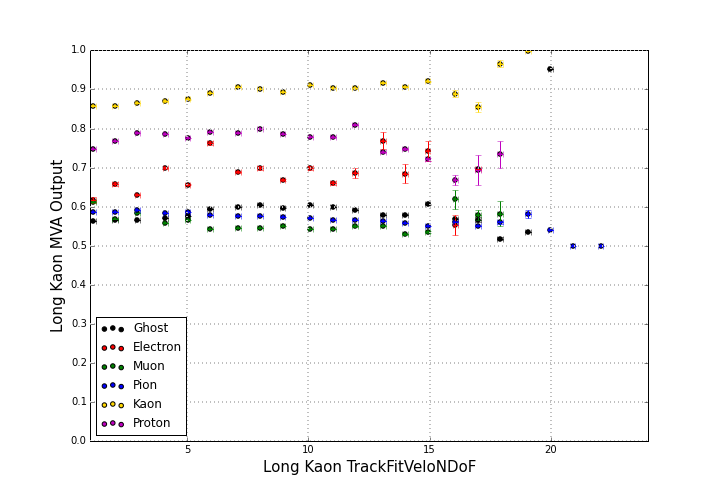 1.0
0.9
0.8
0.7
0.6
0.5
0.4
0.3
0.2
0.1
0.0
Long Kaon MVA Output
Ghost
Electron
Muon
Pion
Kaon
Proton
5
10
15
20
Long Kaon TrackFitVeloNDoF